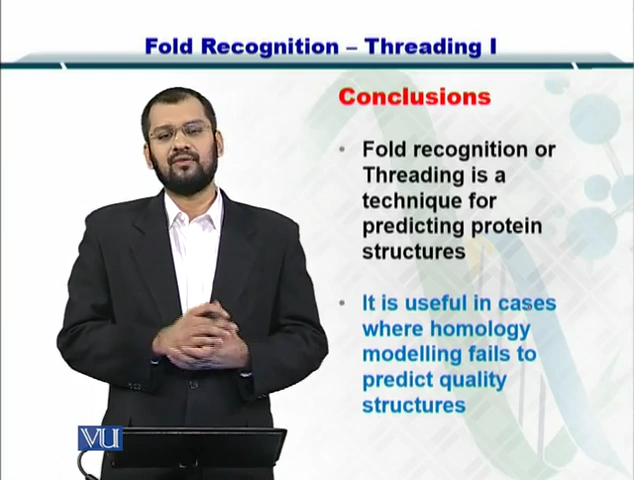 Fold Recognition – Threading I
Conclusions
• Fold recognition or
Threading is a
technique for
predicting protein
structures
• It is useful in cases
where homology
modelling fails to
predict quality
structures
VU